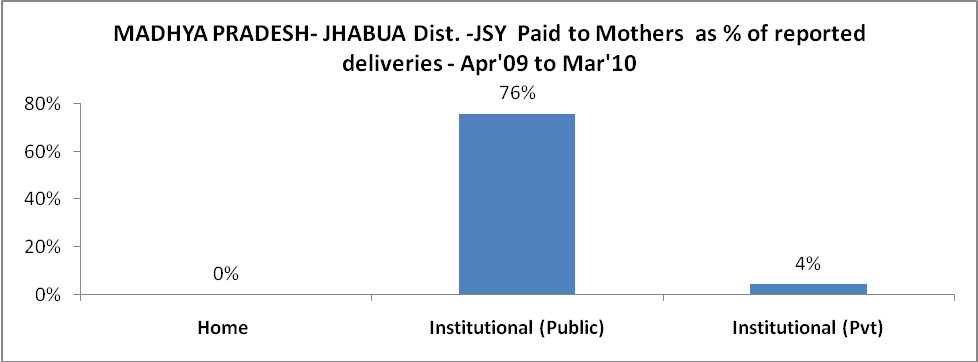 MADHYA PRADESH- JHABUA Dist. -JSY Paid to Mothers as % of reported
deliveries - Apr'09 to Mar'10
76%
80%
60%
40%
20%
4%
0%
0%
Home Institutional (Public) Institutional (Pvt)